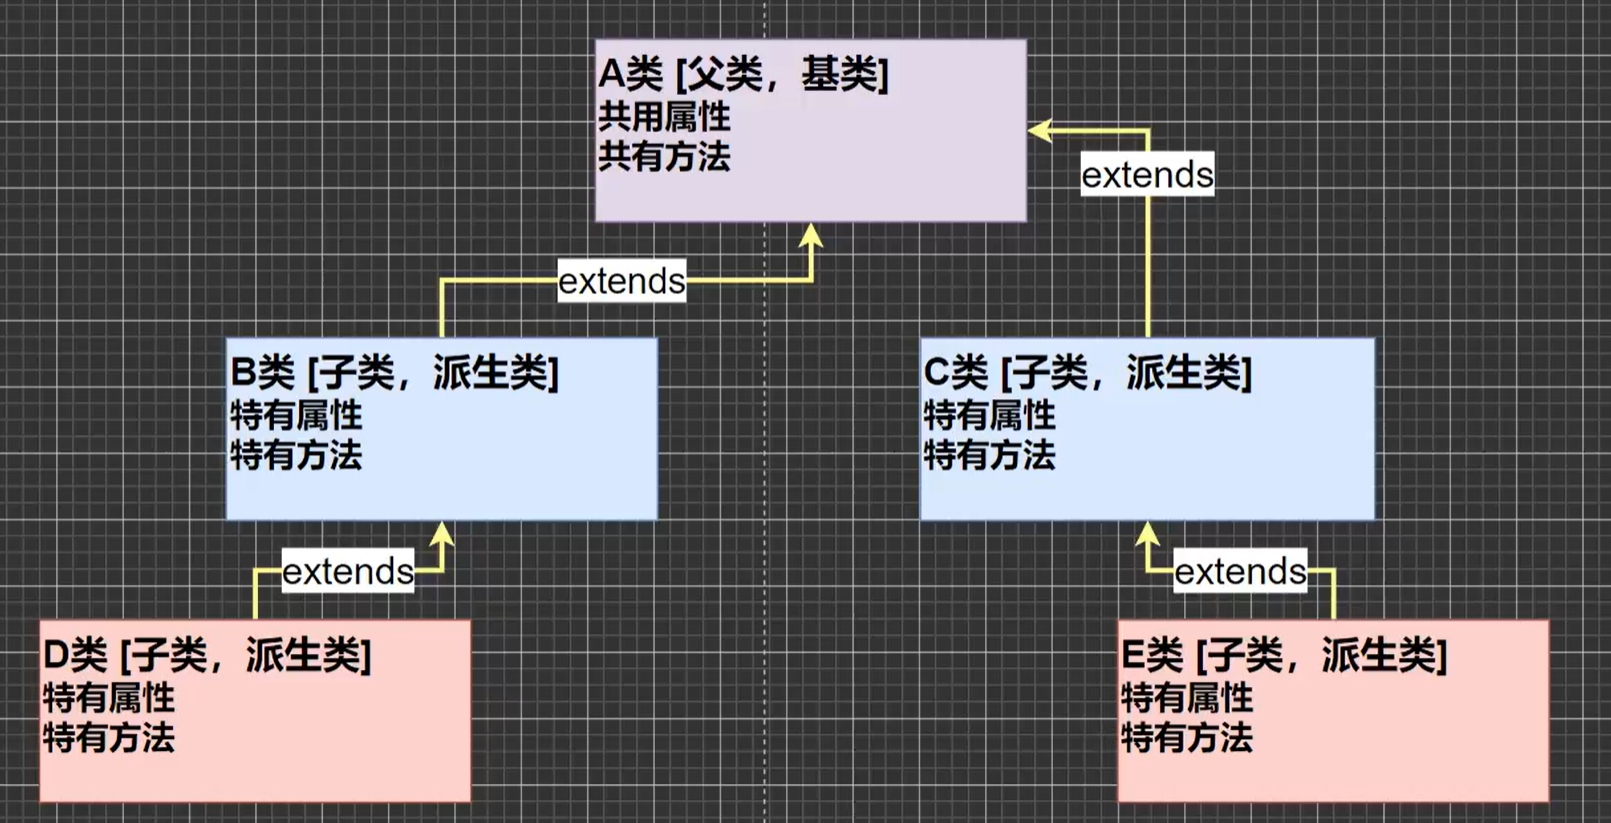 A类 [父类，基类]
共用属性
共有方法
extends
extends
B类 [子类，派生类]
特有属性
特有方法
C类 [子类，派生类]
特有属性
特有方法
extends
extends
D类 [子类，派生类]
特有属性
特有方法
E类 [子类，派生类]
特有属性
特有方法